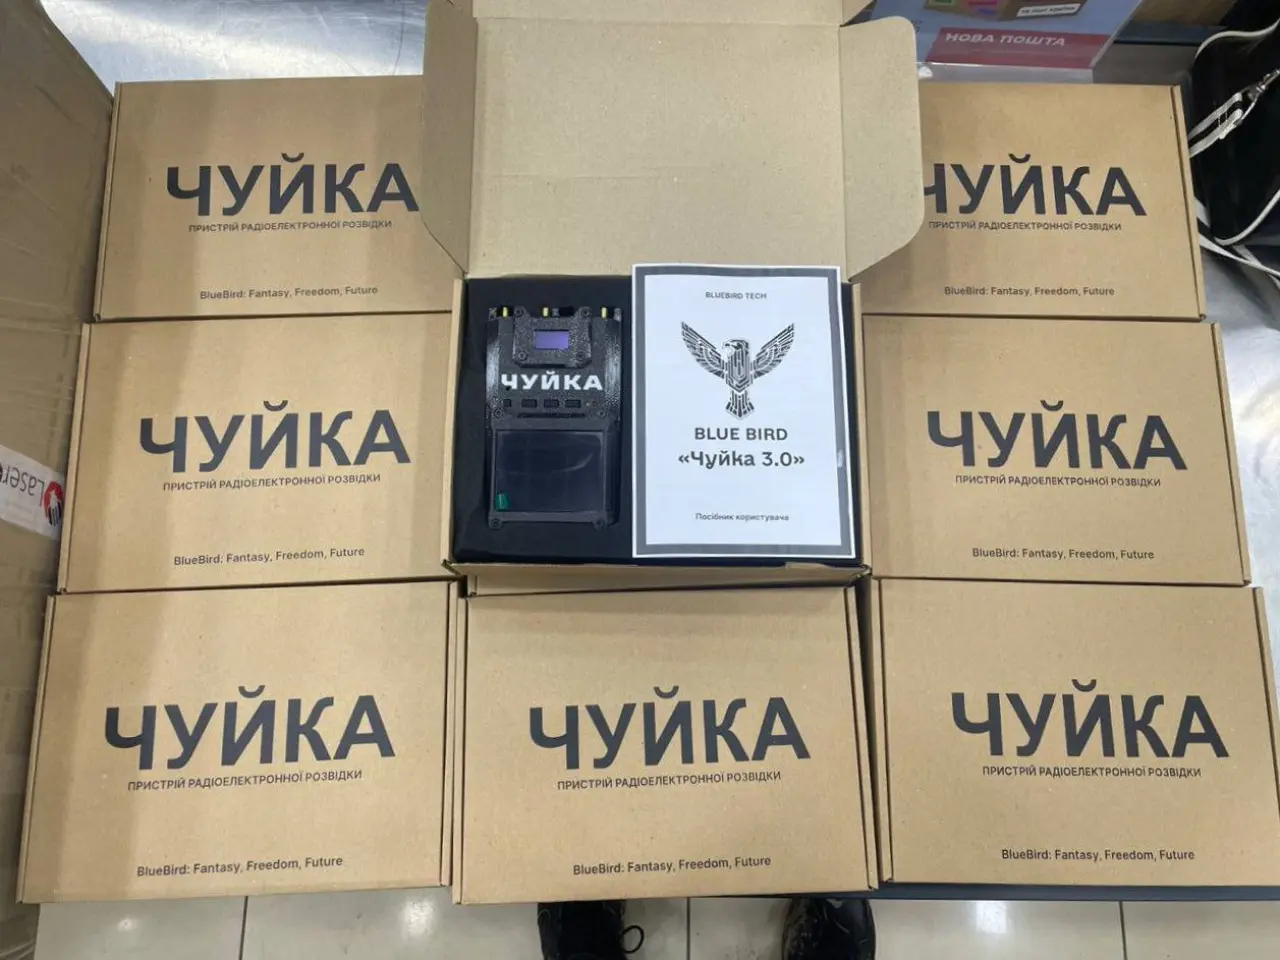 НОВА ПОШТА
ЧУЙКА
ПРИСТРІЙ РАДІОЕЛЕКТРОННОЇ РОЗВІДКИ
BlueBird: Fantasy, Freedom, Future
ЧУЙКА
ПРИСТРІЙ РАДІОЕЛЕКТРОННОЇ РОЗВІДКИ
BlueBird: Fantasy, Freedom, Future
ЧУЙКА
BLUEBIRD TECH
BLUE BIRD
«Чуйка 3.0»
Посібник користувача
ЧУЙКА
ПРИСТРІЙ РАДІОЕЛЕКТРОННОЇ РОЗВІДКИ
BlueBird: Fantasy, Freedom, Future
ЧУЙКА
ПРИСТРІЙ РАДІОЕЛЕКТРОННОЇ РОЗВІДКИ
BlueBird: Fantasy, Freedom, Future
Laser
ЧУЙКА
ПРИСТРІЙ РАДІОЕЛЕКТРОННОЇ РОЗВІДКИ
BlueBird: Fantasy, Freedom, Future
ЧУЙКА
ПРИСТРІЙ РАДІОЕЛЕКТРОННОЇ РОЗВІДКИ
BlueBird: Fantasy, Freedom, Future
ЧУЙКА
ПРИСТРІЙ РАДІОЕЛЕКТРОННОЇ РОЗВІДКИ
BlueBird: Fantasy, Freedom, Future